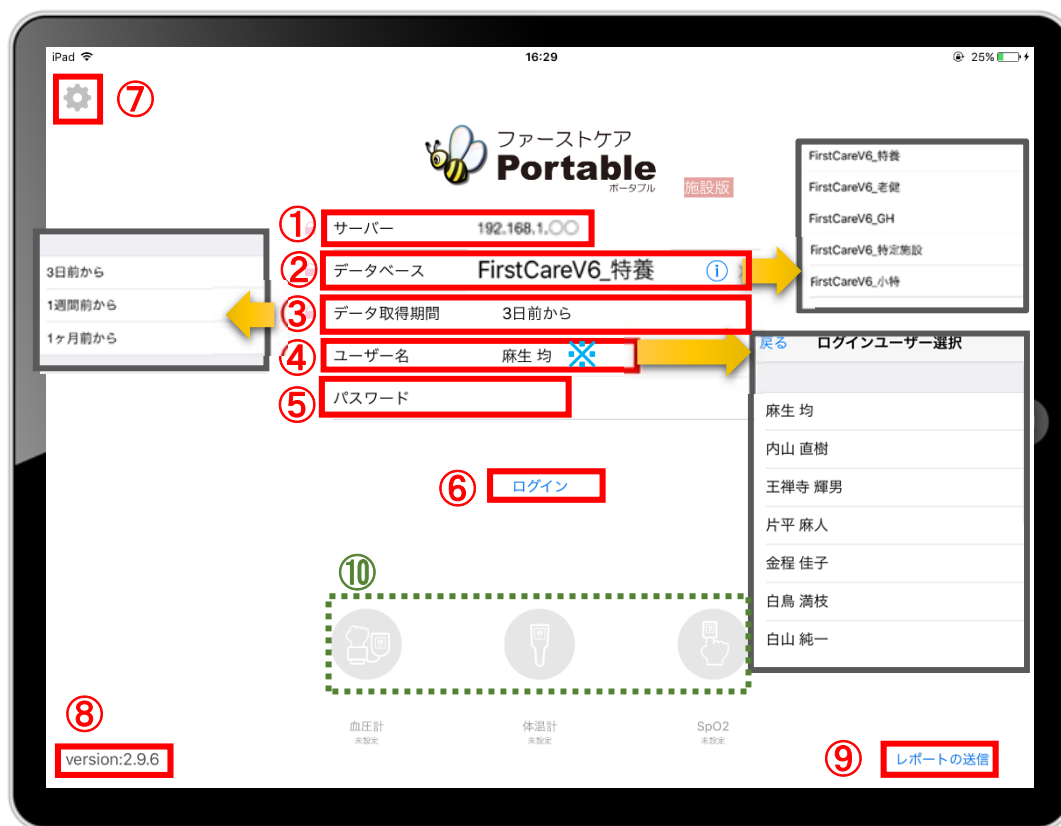 iPad 16:29 25%
⑦
ファーストケア
Portable
ポータブル 施設版
① サーバー 192.168.1.○○
② データベース FirstCareV6_特養
③ データ取得期間 3日前から
④ ユーザー名 麻生 均 ※
⑤ パスワード
⑥ ログイン
3日前から
1週間前から
1ヶ月前から
FirstCareV6_特養
FirstCareV6_老健
FirstCareV6_GH
FirstCareV6_特定施設
FirstCareV6_小特
戻る ログインユーザー選択
麻生 均
内山 直樹
王禅寺 輝男
片平 麻人
金程 佳子
白鳥 満枝
白山 純一
⑩
血圧計 体温計 SpO2
未設定 未設定 未設定
⑧
version:2.9.6
⑨ レポートの送信